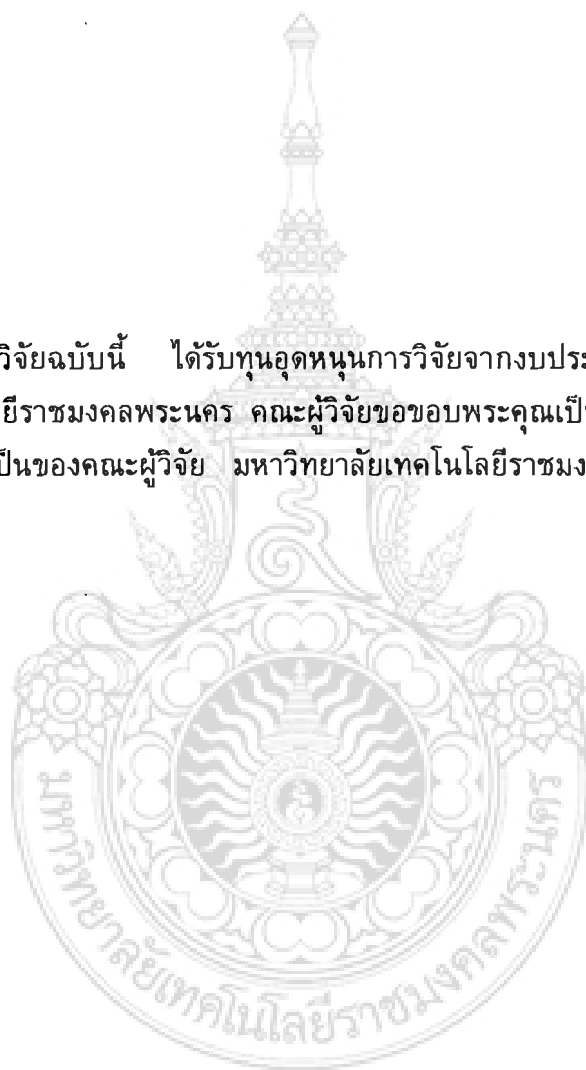 วิจัยฉบับนี้ ได้รับทุนอุดหนุนการวิจัยจากงบประ
ยีราชมงคลพระนคร คณะผู้วิจัยขอขอบพระคุณเป็
ป็นของคณะผู้วิจัย มหาวิทยาลัยเทคโนโลยีราชมง
มหาวิทยาลัยเทคโนโลยีราชมงคลพระนคร